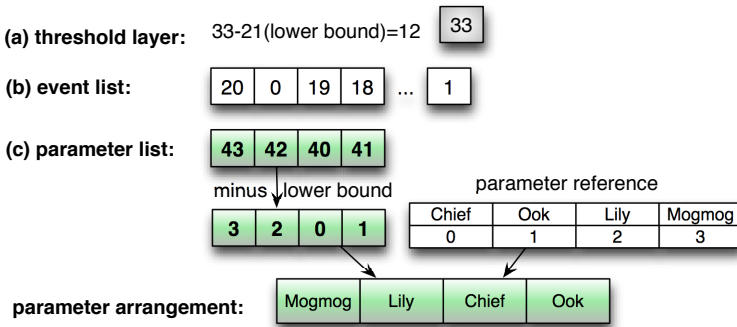 (a) threshold layer: 33-21(lower bound)=12 33
(b) event list: 20 0 19 18 ... 1
(c) parameter list: 43 42 40 41
minus lower bound
parameter reference
Chief Ook Lily Mogmog
3 2 0 1
0 1 2 3
parameter arrangement: Mogmog Lily Chief Ook